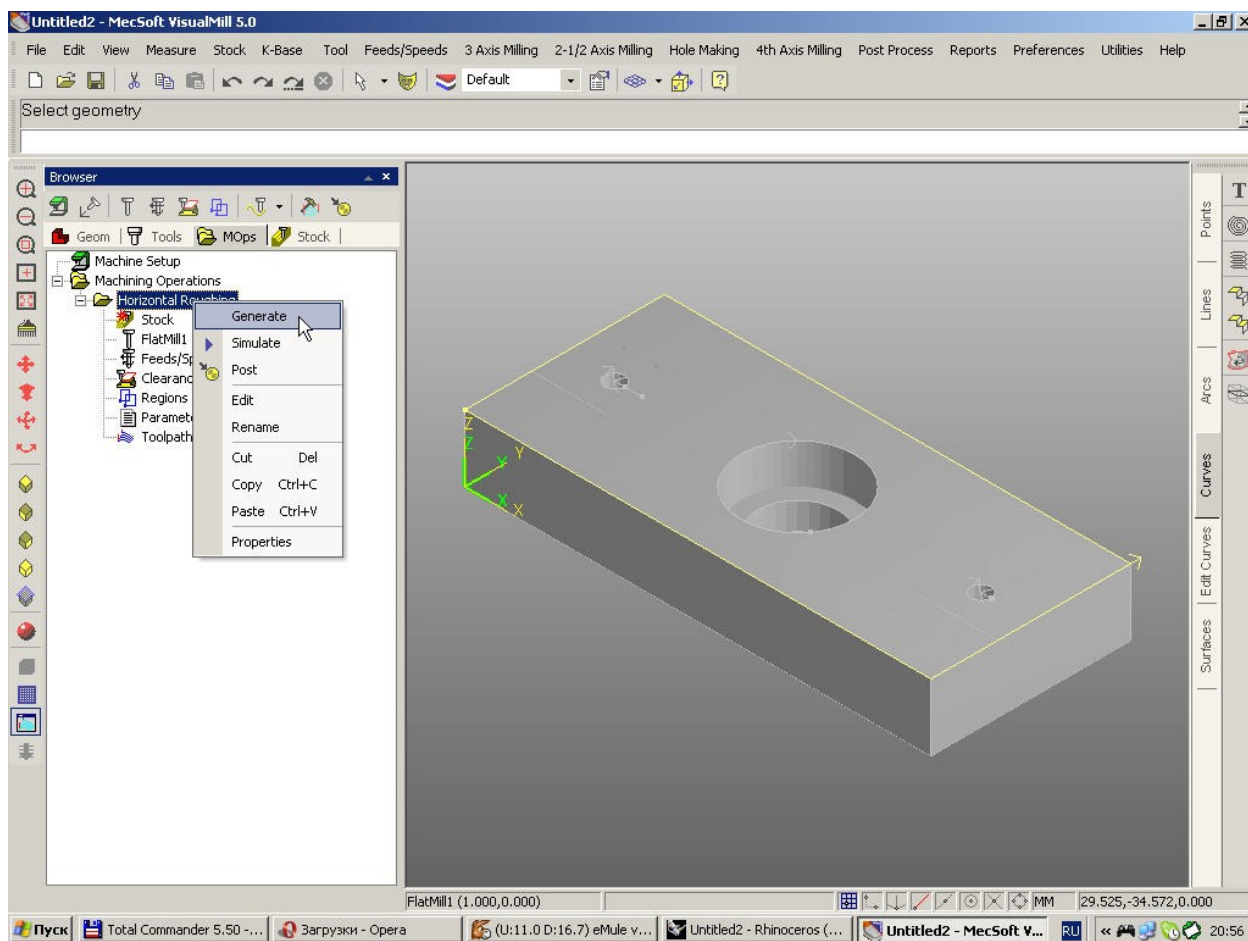 Untitled2 - MecSoft VisualMill 5.0
File Edit View Measure Stock K-Base Tool Feeds/Speeds 3 Axis Milling 2-1/2 Axis Milling Hole Making 4th Axis Milling Post Process Reports Preferences Utilities Help
Default
Select geometry
Browser
Geom Tools MOps Stock
Machine Setup
Machining Operations
Horizontal Roughing
Stock
FlatMill1
Feeds/Sp
Clearanc
Regions
Paramet
Toolpath
Generate
Simulate
Post
Edit
Rename
Cut Del
Copy Ctrl+C
Paste Ctrl+V
Properties
Z
Z
Y
Y
X
X
T
Points
Lines
Arcs
Curves
Edit Curves
Surfaces
FlatMill1 (1.000,0.000)
MM 29.525,-34.572,0.000
Пуск Total Commander 5.50 -... Загрузки - Opera (U:11.0 D:16.7) eMule v... Untitled2 - Rhinoceros (... Untitled2 - MecSoft V... RU « 20:56